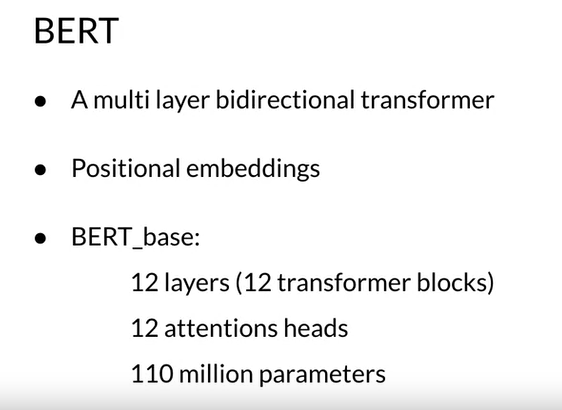 BERT
● A multi layer bidirectional transformer
● Positional embeddings
● BERT_base:
12 layers (12 transformer blocks)
12 attentions heads
110 million parameters